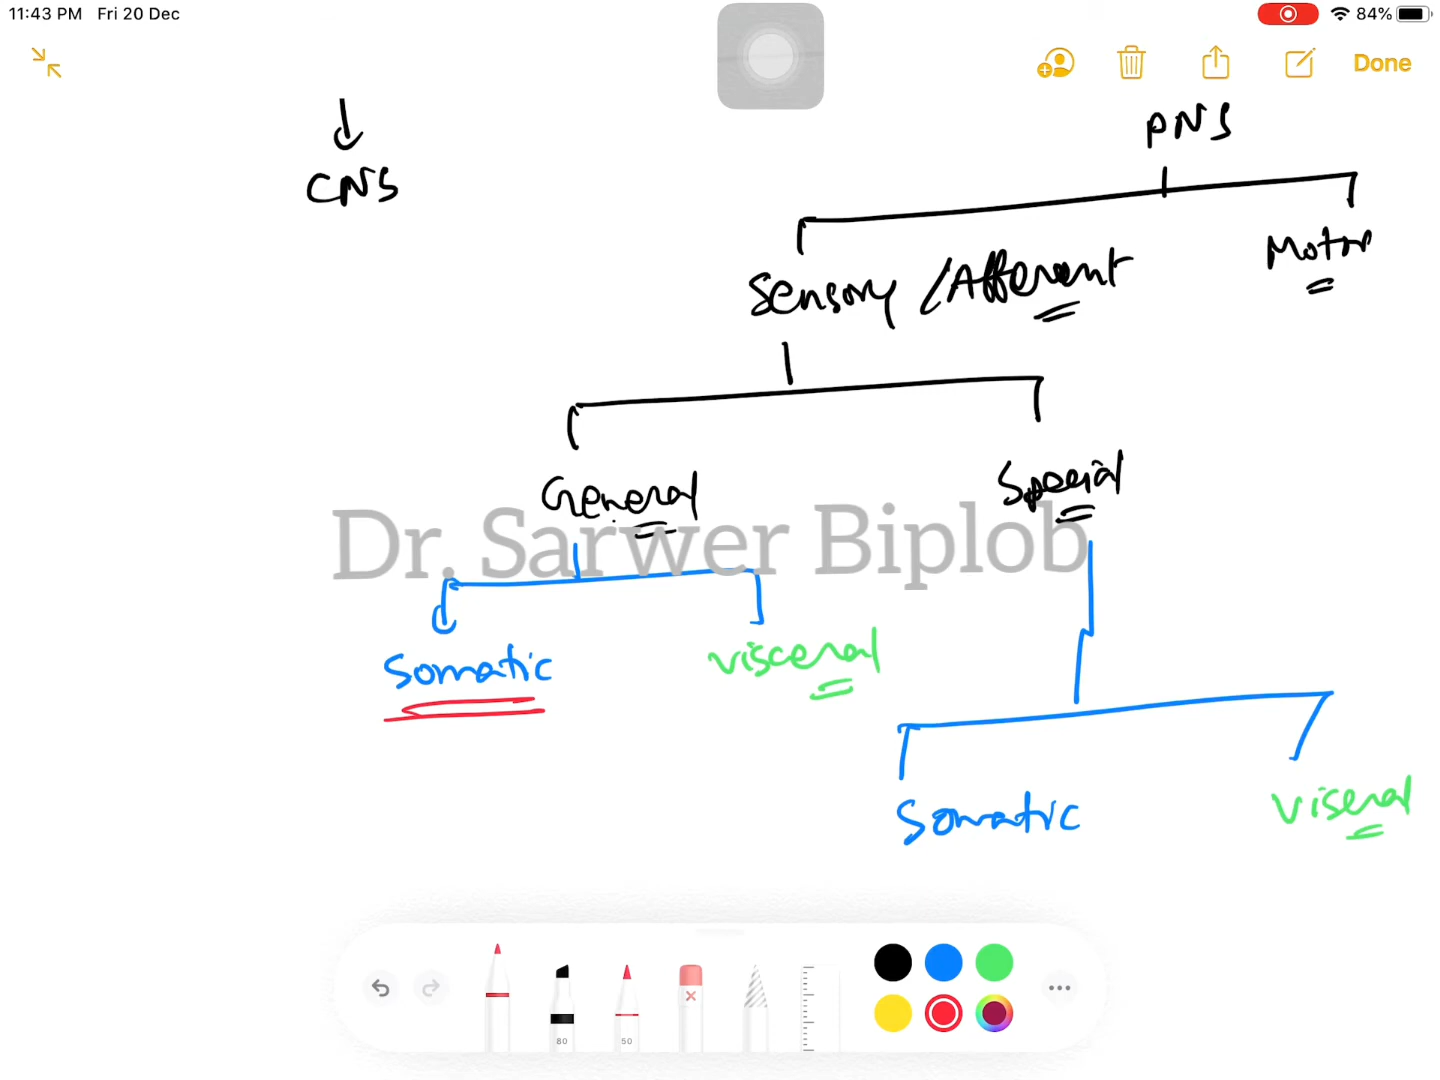 11:43 PM Fri 20 Dec
84%
Done
PNS
CNS
Motor
Sensory / Afferent
General
Special
Dr. Sarwer Biplob
Somatic
visceral
Somatic
viseral
80
50